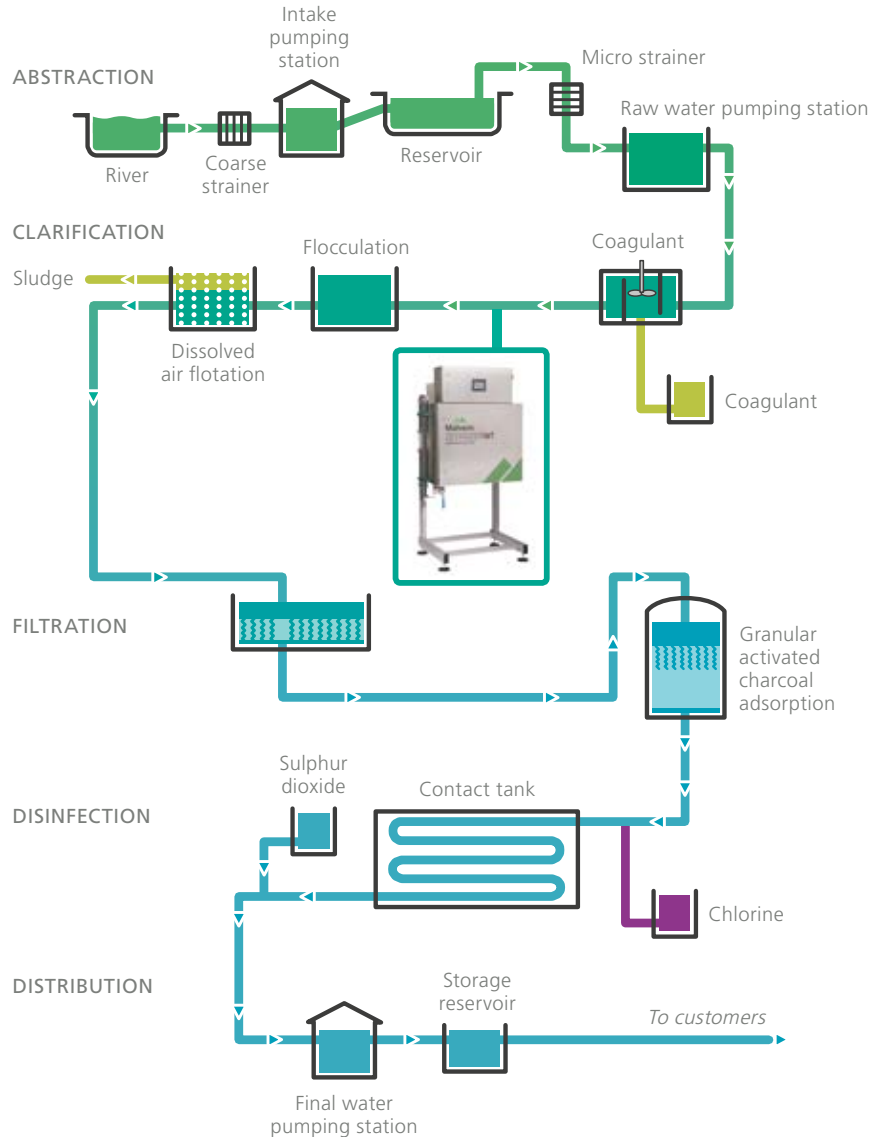 Intake
pumping
station
ABSTRACTION
Micro strainer
Raw water pumping station
River
Coarse
strainer
Reservoir
CLARIFICATION
Sludge
Flocculation
Coagulant
Dissolved
air flotation
Coagulant
Malvern
FILTRATION
Granular
activated
charcoal
adsorption
Sulphur
dioxide
Contact tank
DISINFECTION
Chlorine
DISTRIBUTION
Storage
reservoir
To customers
Final water
pumping station